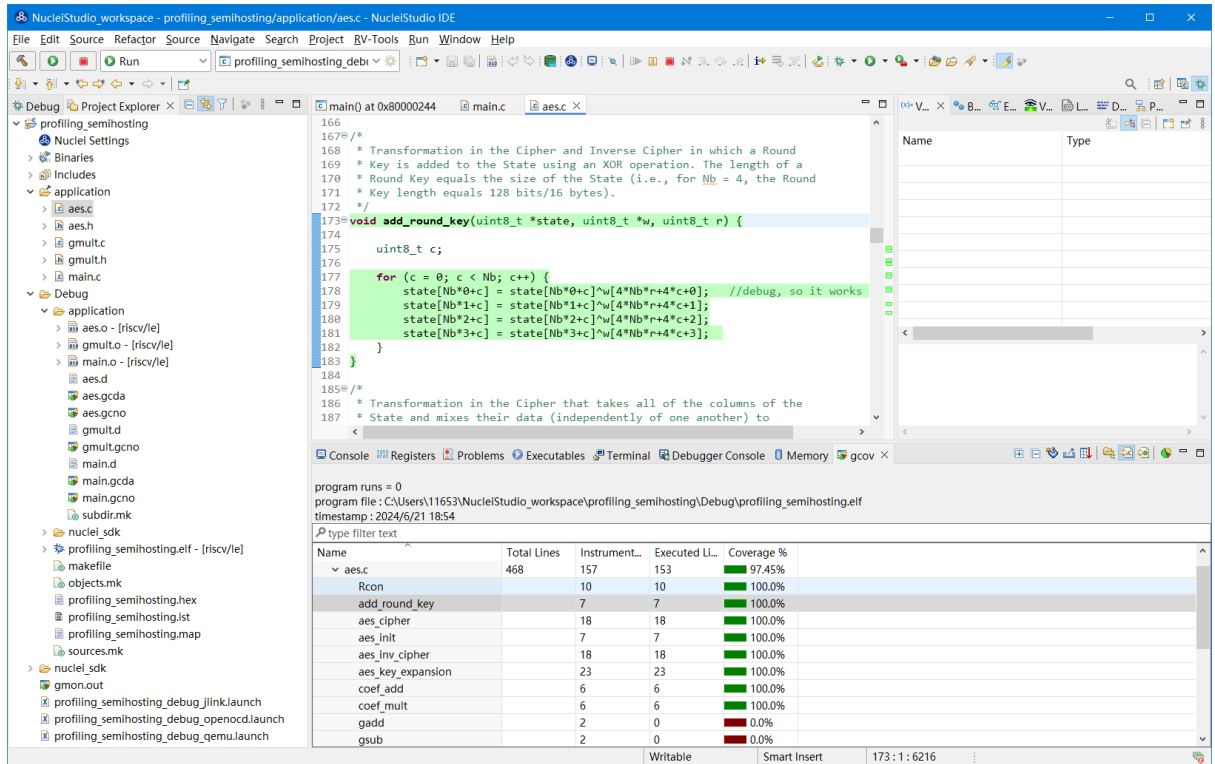 NucleiStudio_workspace - profiling_semihosting/application/aes.c - NucleiStudio IDE
File Edit Source Refactor Source Navigate Search Project RV-Tools Run Window Help
Run
profiling_semihosting_debu
Debug Project Explorer
main() at 0x80000244 main.c aes.c
V... B... E... V... L... D... P...
profiling_semihosting
Nuclei Settings
Binaries
Includes
application
aes.c
aes.h
gmult.c
gmult.h
main.c
Debug
application
aes.o - [riscv/le]
gmult.o - [riscv/le]
main.o - [riscv/le]
aes.d
aes.gcda
aes.gcno
gmult.d
gmult.gcno
main.d
main.gcda
main.gcno
subdir.mk
nuclei_sdk
profiling_semihosting.elf - [riscv/le]
makefile
objects.mk
profiling_semihosting.hex
profiling_semihosting.lst
profiling_semihosting.map
sources.mk
nuclei_sdk
gmon.out
profiling_semihosting_debug_jlink.launch
profiling_semihosting_debug_openocd.launch
profiling_semihosting_debug_qemu.launch
166
167 /*
168 * Transformation in the Cipher and Inverse Cipher in which a Round
169 * Key is added to the State using an XOR operation. The length of a
170 * Round Key equals the size of the State (i.e., for Nb = 4, the Round
171 * Key length equals 128 bits/16 bytes).
172 */
173 void add_round_key(uint8_t *state, uint8_t *w, uint8_t r) {
174
175 uint8_t c;
176
177 for (c = 0; c < Nb; c++) {
178 state[Nb*0+c] = state[Nb*0+c]^w[4*Nb*r+4*c+0]; //debug, so it works
179 state[Nb*1+c] = state[Nb*1+c]^w[4*Nb*r+4*c+1];
180 state[Nb*2+c] = state[Nb*2+c]^w[4*Nb*r+4*c+2];
181 state[Nb*3+c] = state[Nb*3+c]^w[4*Nb*r+4*c+3];
182 }
183 }
184
185 /*
186 * Transformation in the Cipher that takes all of the columns of the
187 * State and mixes their data (independently of one another) to
Name Type
Console Registers Problems Executables Terminal Debugger Console Memory gcov
program runs = 0
program file : C:\Users\11653\NucleiStudio_workspace\profiling_semihosting\Debug\profiling_semihosting.elf
timestamp : 2024/6/21 18:54
type filter text
Name Total Lines Instrument... Executed Li... Coverage %
aes.c 468 157 153 97.45%
Rcon 10 10 100.0%
add_round_key 7 7 100.0%
aes_cipher 18 18 100.0%
aes_init 7 7 100.0%
aes_inv_cipher 18 18 100.0%
aes_key_expansion 23 23 100.0%
coef_add 6 6 100.0%
coef_mult 6 6 100.0%
gadd 2 0 0.0%
gsub 2 0 0.0%
Writable Smart Insert 173 : 1 : 6216